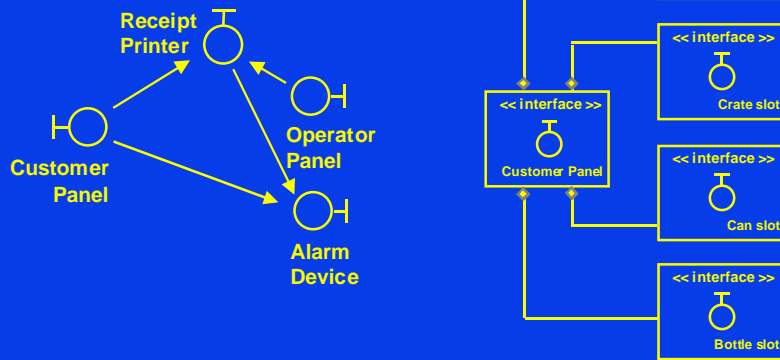 Receipt
Printer
Customer
Panel
Operator
Panel
Alarm
Device
<< interface >>
Customer Panel
<< interface >>
Crate slot
<< interface >>
Can slot
<< interface >>
Bottle slot